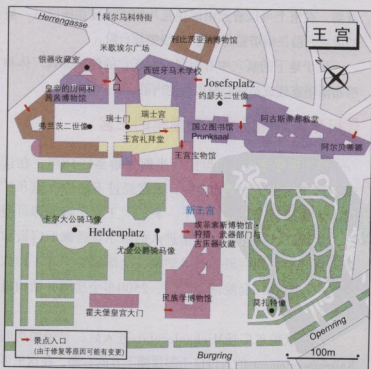 王宫
Herrengasse
↑科尔马科特街
米歇埃尔广场
利比茨亚纳博物馆
银器收藏室
入口
西班牙马术学校
Josefsplatz
约瑟夫二世像
皇帝的房间和
茜茜博物馆
瑞士宫
瑞士门
弗兰茨二世像
国立图书馆
Prunksaal
阿古斯蒂那教堂
王宫礼拜堂
阿尔贝蒂娜
王宫宝物馆
新王宫
卡尔大公骑马像
Heldenplatz
埃菲索斯博物馆·
狩猎、武器部门与
古乐器收藏
尤金公爵骑马像
民族学博物馆
霍夫堡皇宫大门
莫扎特像
Opernring
Burgring
景点入口
(由于修复等原因可能有变更)
100m
N